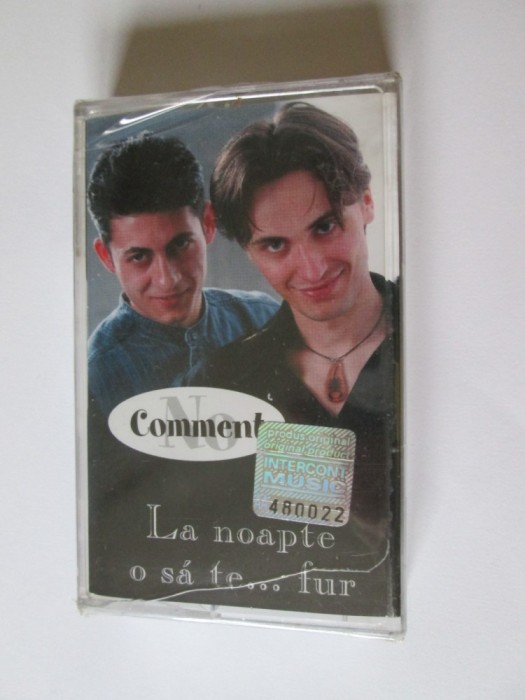 No
Comment
produs original
original product
INTERCONT
MUSIC
480022
La noapte
o să te... fur